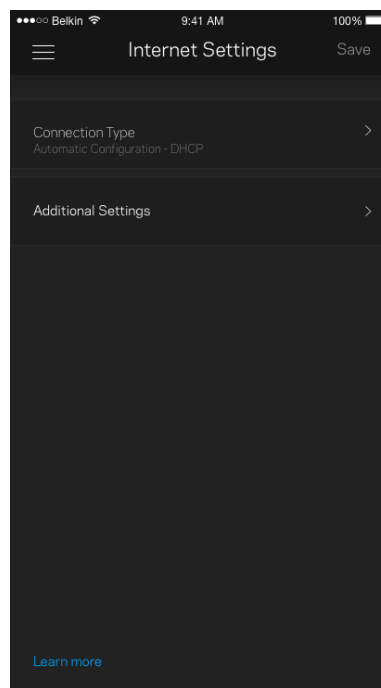 Belkin 9:41 AM 100%
Internet Settings Save
Connection Type
Automatic Configuration - DHCP
Additional Settings
Learn more